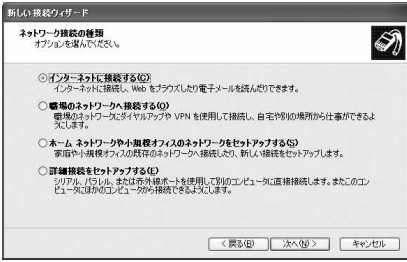 新しい接続ウィザード
ネットワーク接続の種類
オプションを選んでください。
インターネットに接続する(C)
インターネットに接続し、Web をブラウズしたり電子メールを読んだりできます。
職場のネットワークへ接続する(O)
職場のネットワークにダイヤルアップや VPN を使用して接続し、自宅や別の場所から仕事ができるよ
うにします。
ホーム ネットワークや小規模オフィスのネットワークをセットアップする(S)
家庭や小規模オフィスの既存のネットワークへ接続したり、新しい接続をセットアップします。
詳細接続をセットアップする(E)
シリアル、パラレル、または赤外線ポートを使用して別のコンピュータに直接接続します。またこのコン
ピュータにほかのコンピュータから接続できるようにします。
< 戻る(B)
次へ(N) >
キャンセル